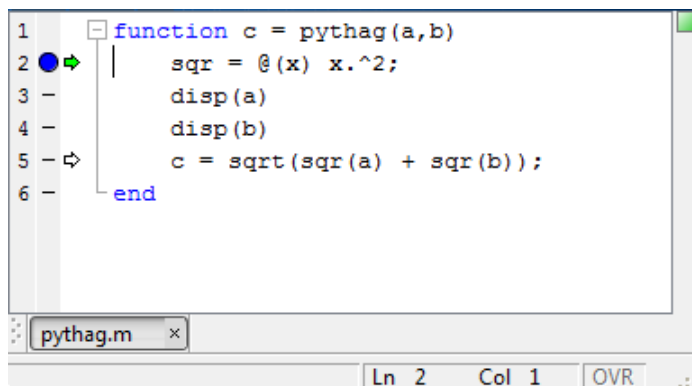 1 function c = pythag(a,b)
2 sqr = @(x) x.^2;
3 disp(a)
4 disp(b)
5 c = sqrt(sqr(a) + sqr(b));
6 end
pythag.m
Ln 2 Col 1 OVR